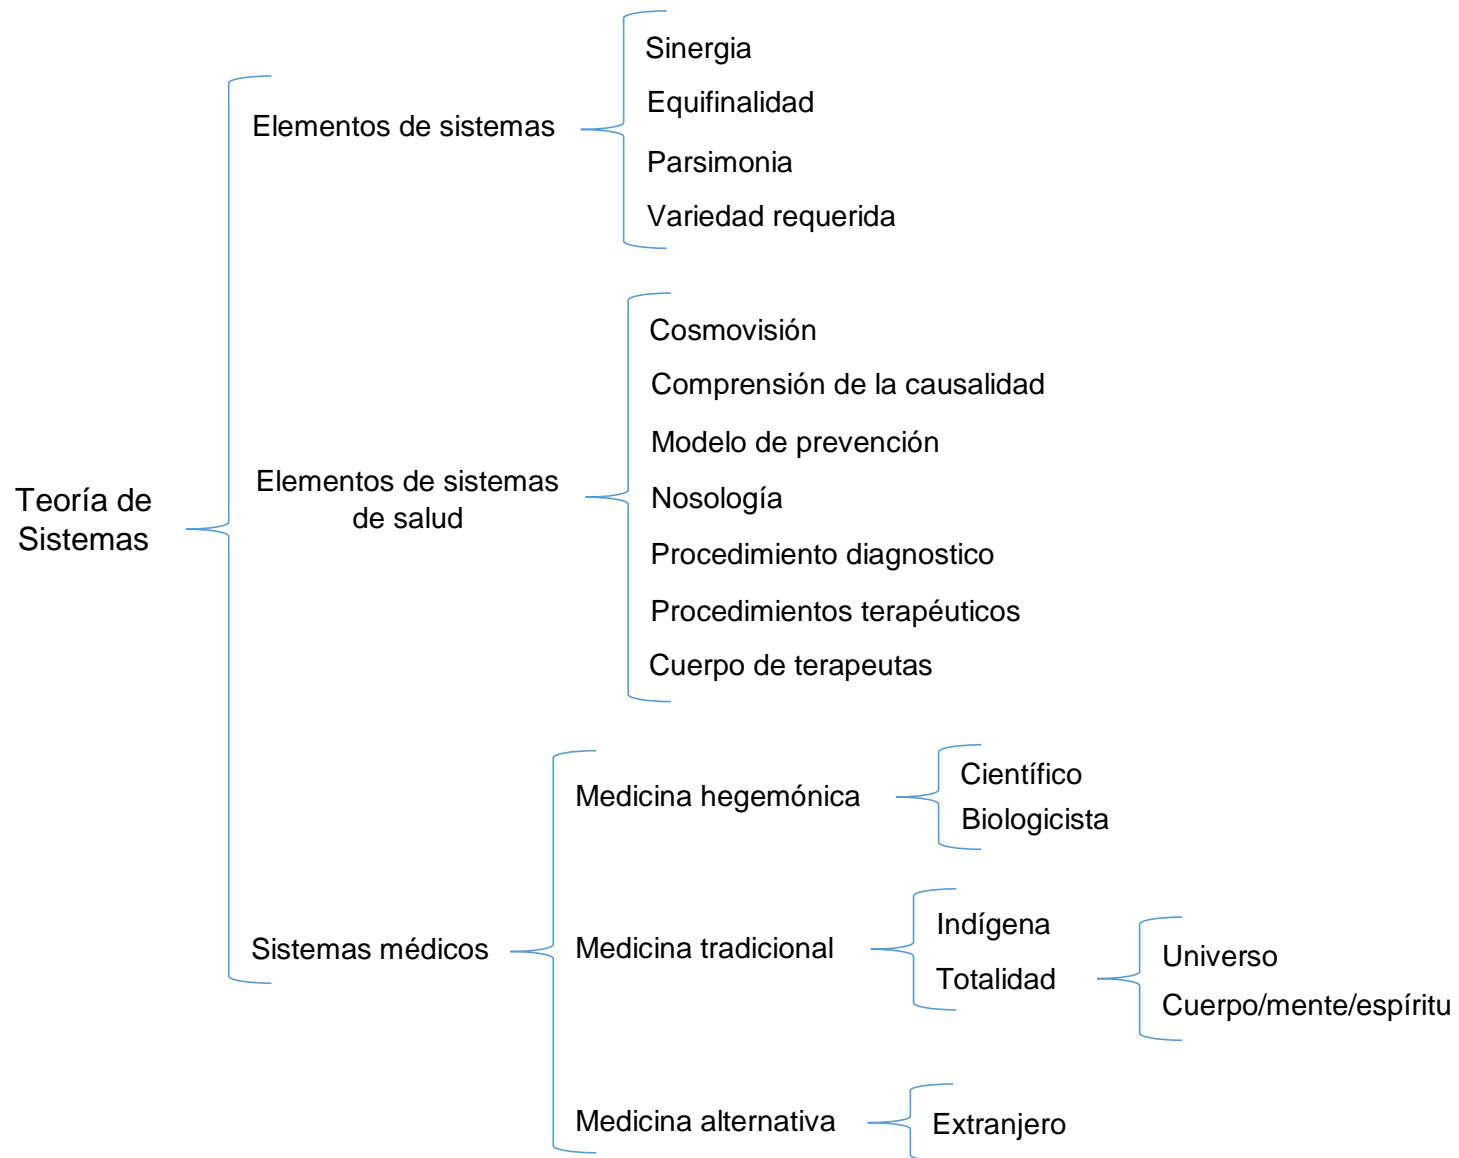 Teoría de
Sistemas
Elementos de sistemas
Sinergia
Equifinalidad
Parsimonia
Variedad requerida
Elementos de sistemas
de salud
Cosmovisión
Comprensión de la causalidad
Modelo de prevención
Nosología
Procedimiento diagnostico
Procedimientos terapéuticos
Cuerpo de terapeutas
Sistemas médicos
Medicina hegemónica
Científico
Biologicista
Medicina tradicional
Indígena
Totalidad
Universo
Cuerpo/mente/espíritu
Medicina alternativa
Extranjero